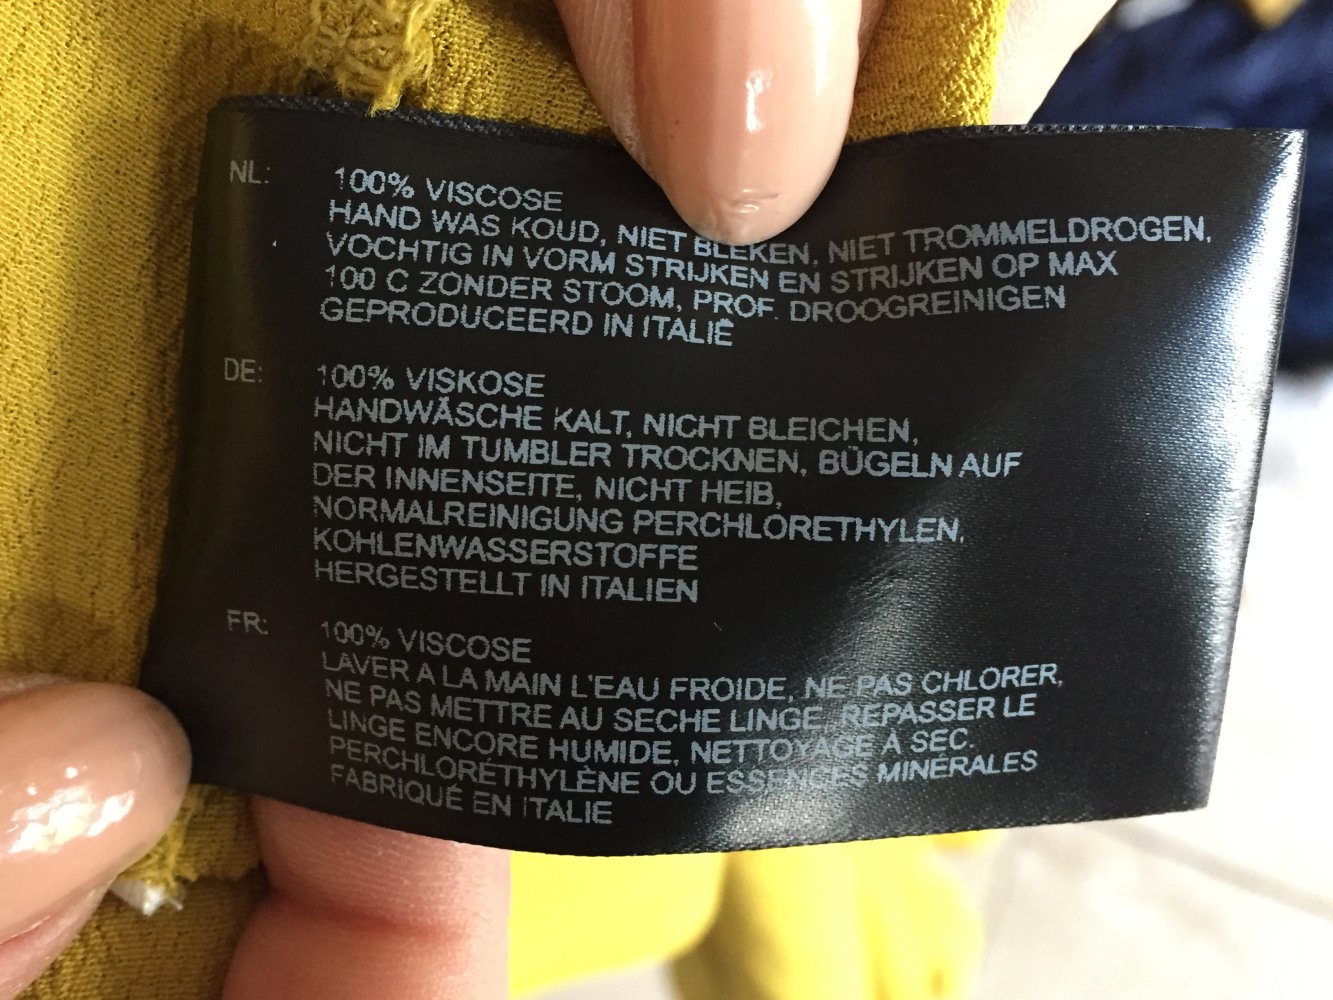 NL: 100% VISCOSE
HAND WAS KOUD, NIET BLEKEN, NIET TROMMELDROGEN,
VOCHTIG IN VORM STRIJKEN EN STRIJKEN OP MAX
100 C ZONDER STOOM, PROF. DROOGREINIGEN
GEPRODUCEERD IN ITALIË
DE: 100% VISKOSE
HANDWÄSCHE KALT, NICHT BLEICHEN,
NICHT IM TUMBLER TROCKNEN, BÜGELN AUF
DER INNENSEITE, NICHT HEIB,
NORMALREINIGUNG PERCHLORETHYLEN,
KOHLENWASSERSTOFFE
HERGESTELLT IN ITALIEN
FR: 100% VISCOSE
LAVER A LA MAIN L'EAU FROIDE, NE PAS CHLORER,
NE PAS METTRE AU SECHE LINGE, REPASSER LE
LINGE ENCORE HUMIDE, NETTOYAGE À SEC.
PERCHLORÉTHYLÈNE OU ESSENCES MINÉRALES
FABRIQUÉ EN ITALIE